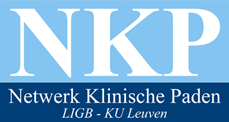 NKP
Netwerk Klinische Paden
LIGB - KU Leuven